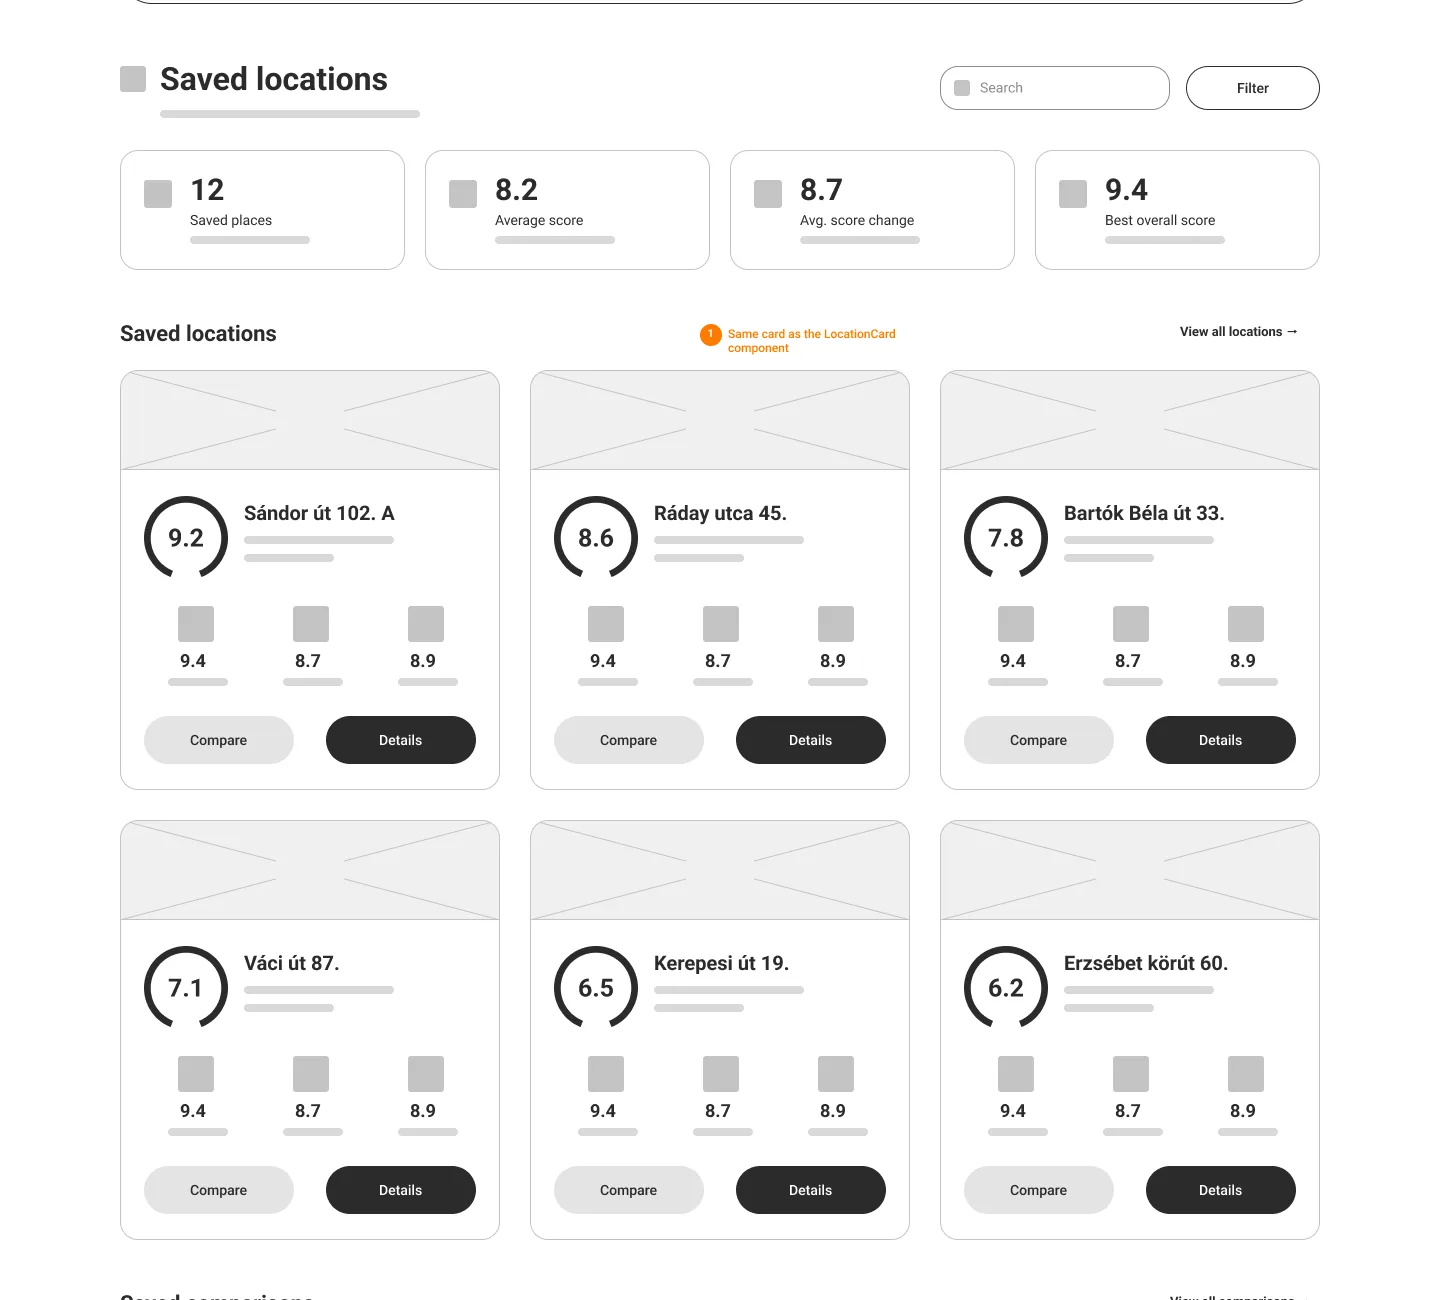 Saved locations
Search
Filter
12
Saved places
8.2
Average score
8.7
Avg. score change
9.4
Best overall score
Saved locations
1
Same card as the LocationCard
component
View all locations →
9.2
Sándor út 102. A
9.4
8.7
8.9
Compare
Details
8.6
Ráday utca 45.
9.4
8.7
8.9
Compare
Details
7.8
Bartók Béla út 33.
9.4
8.7
8.9
Compare
Details
7.1
Váci út 87.
9.4
8.7
8.9
Compare
Details
6.5
Kerepesi út 19.
9.4
8.7
8.9
Compare
Details
6.2
Erzsébet körút 60.
9.4
8.7
8.9
Compare
Details
Saved comparisons
View all comparisons